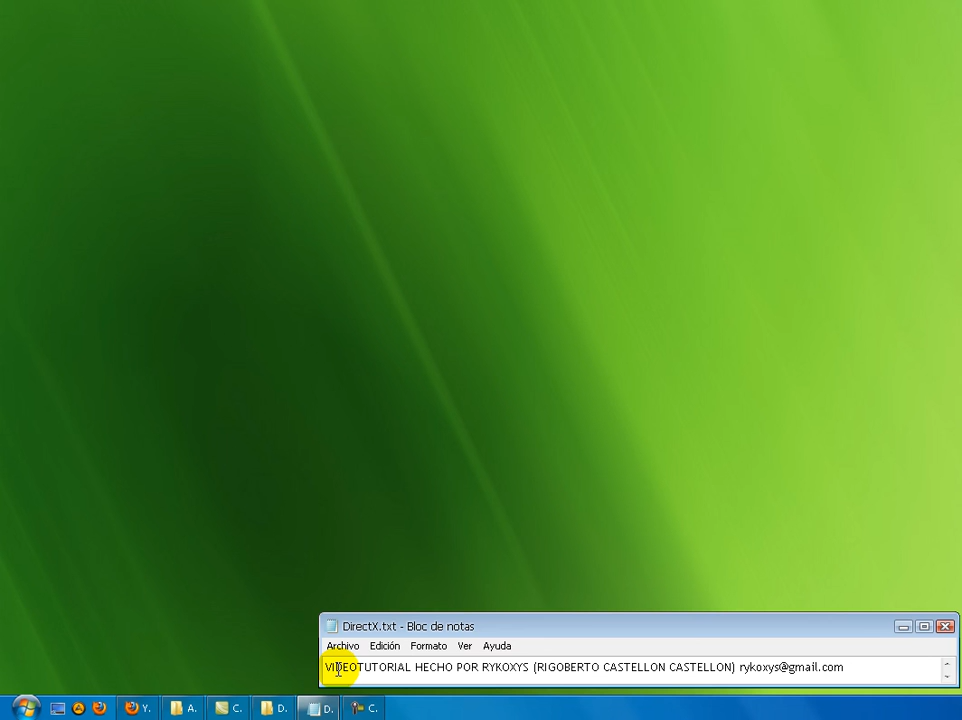 DirectX.txt - Bloc de notas
Archivo Edición Formato Ver Ayuda
VIDEOTUTORIAL HECHO POR RYKOXYS (RIGOBERTO CASTELLON CASTELLON) rykoxys@gmail.com
Y. A. C. D. D. C.